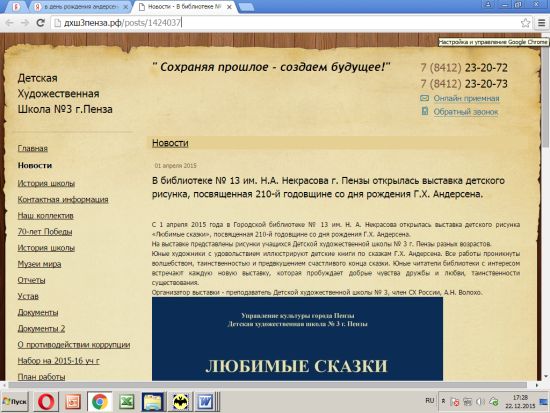 в день рождения андерсен
Новости - В библиотеке №
дхш3пенза.рф/posts/1424037
Настройка и управление Google Chrome
Детская
Художественная
Школа №3 г.Пенза
" Сохраняя прошлое - создаем будущее!"
7 (8412) 23-20-72
7 (8412) 23-20-73
Онлайн приемная
Обратный звонок
Главная
Новости
История школы
Контактная информация
Наш коллектив
70-лет Победы
История школы
Музеи мира
Отчеты
Устав
Документы
Документы 2
О противодействии коррупции
Набор на 2015-16 уч г
План работы
Новости
01 апреля 2015
В библиотеке № 13 им. Н.А. Некрасова г. Пензы открылась выставка детского
рисунка, посвященная 210-й годовщине со дня рождения Г.Х. Андерсена.
С 1 апреля 2015 года в Городской библиотеке № 13 им. Н. А. Некрасова открылась выставка детского рисунка
«Любимые сказки», посвященная 210-й годовщине со дня рождения Г.Х. Андерсена.
На выставке представлены рисунки учащихся Детской художественной школы № 3 г. Пензы разных возрастов.
Юные художники с удовольствием иллюстрируют детские книги по сказкам Г.Х. Андерсена. Все работы проникнуты
волшебством, таинственностью и предвкушением счастливого конца сказки. Юные читатели библиотеки с интересом
встречают каждую новую выставку, которая пробуждает добрые чувства дружбы и любви, таинственности
существования.
Организатор выставки - преподаватель Детской художественной школы № 3, член СХ России, А.Н. Волохо.
Управление культуры города Пензы
Детская художественная школа № 3 г. Пензы
ЛЮБИМЫЕ СКАЗКИ
Пуск
RU
17:28
22.12.2015